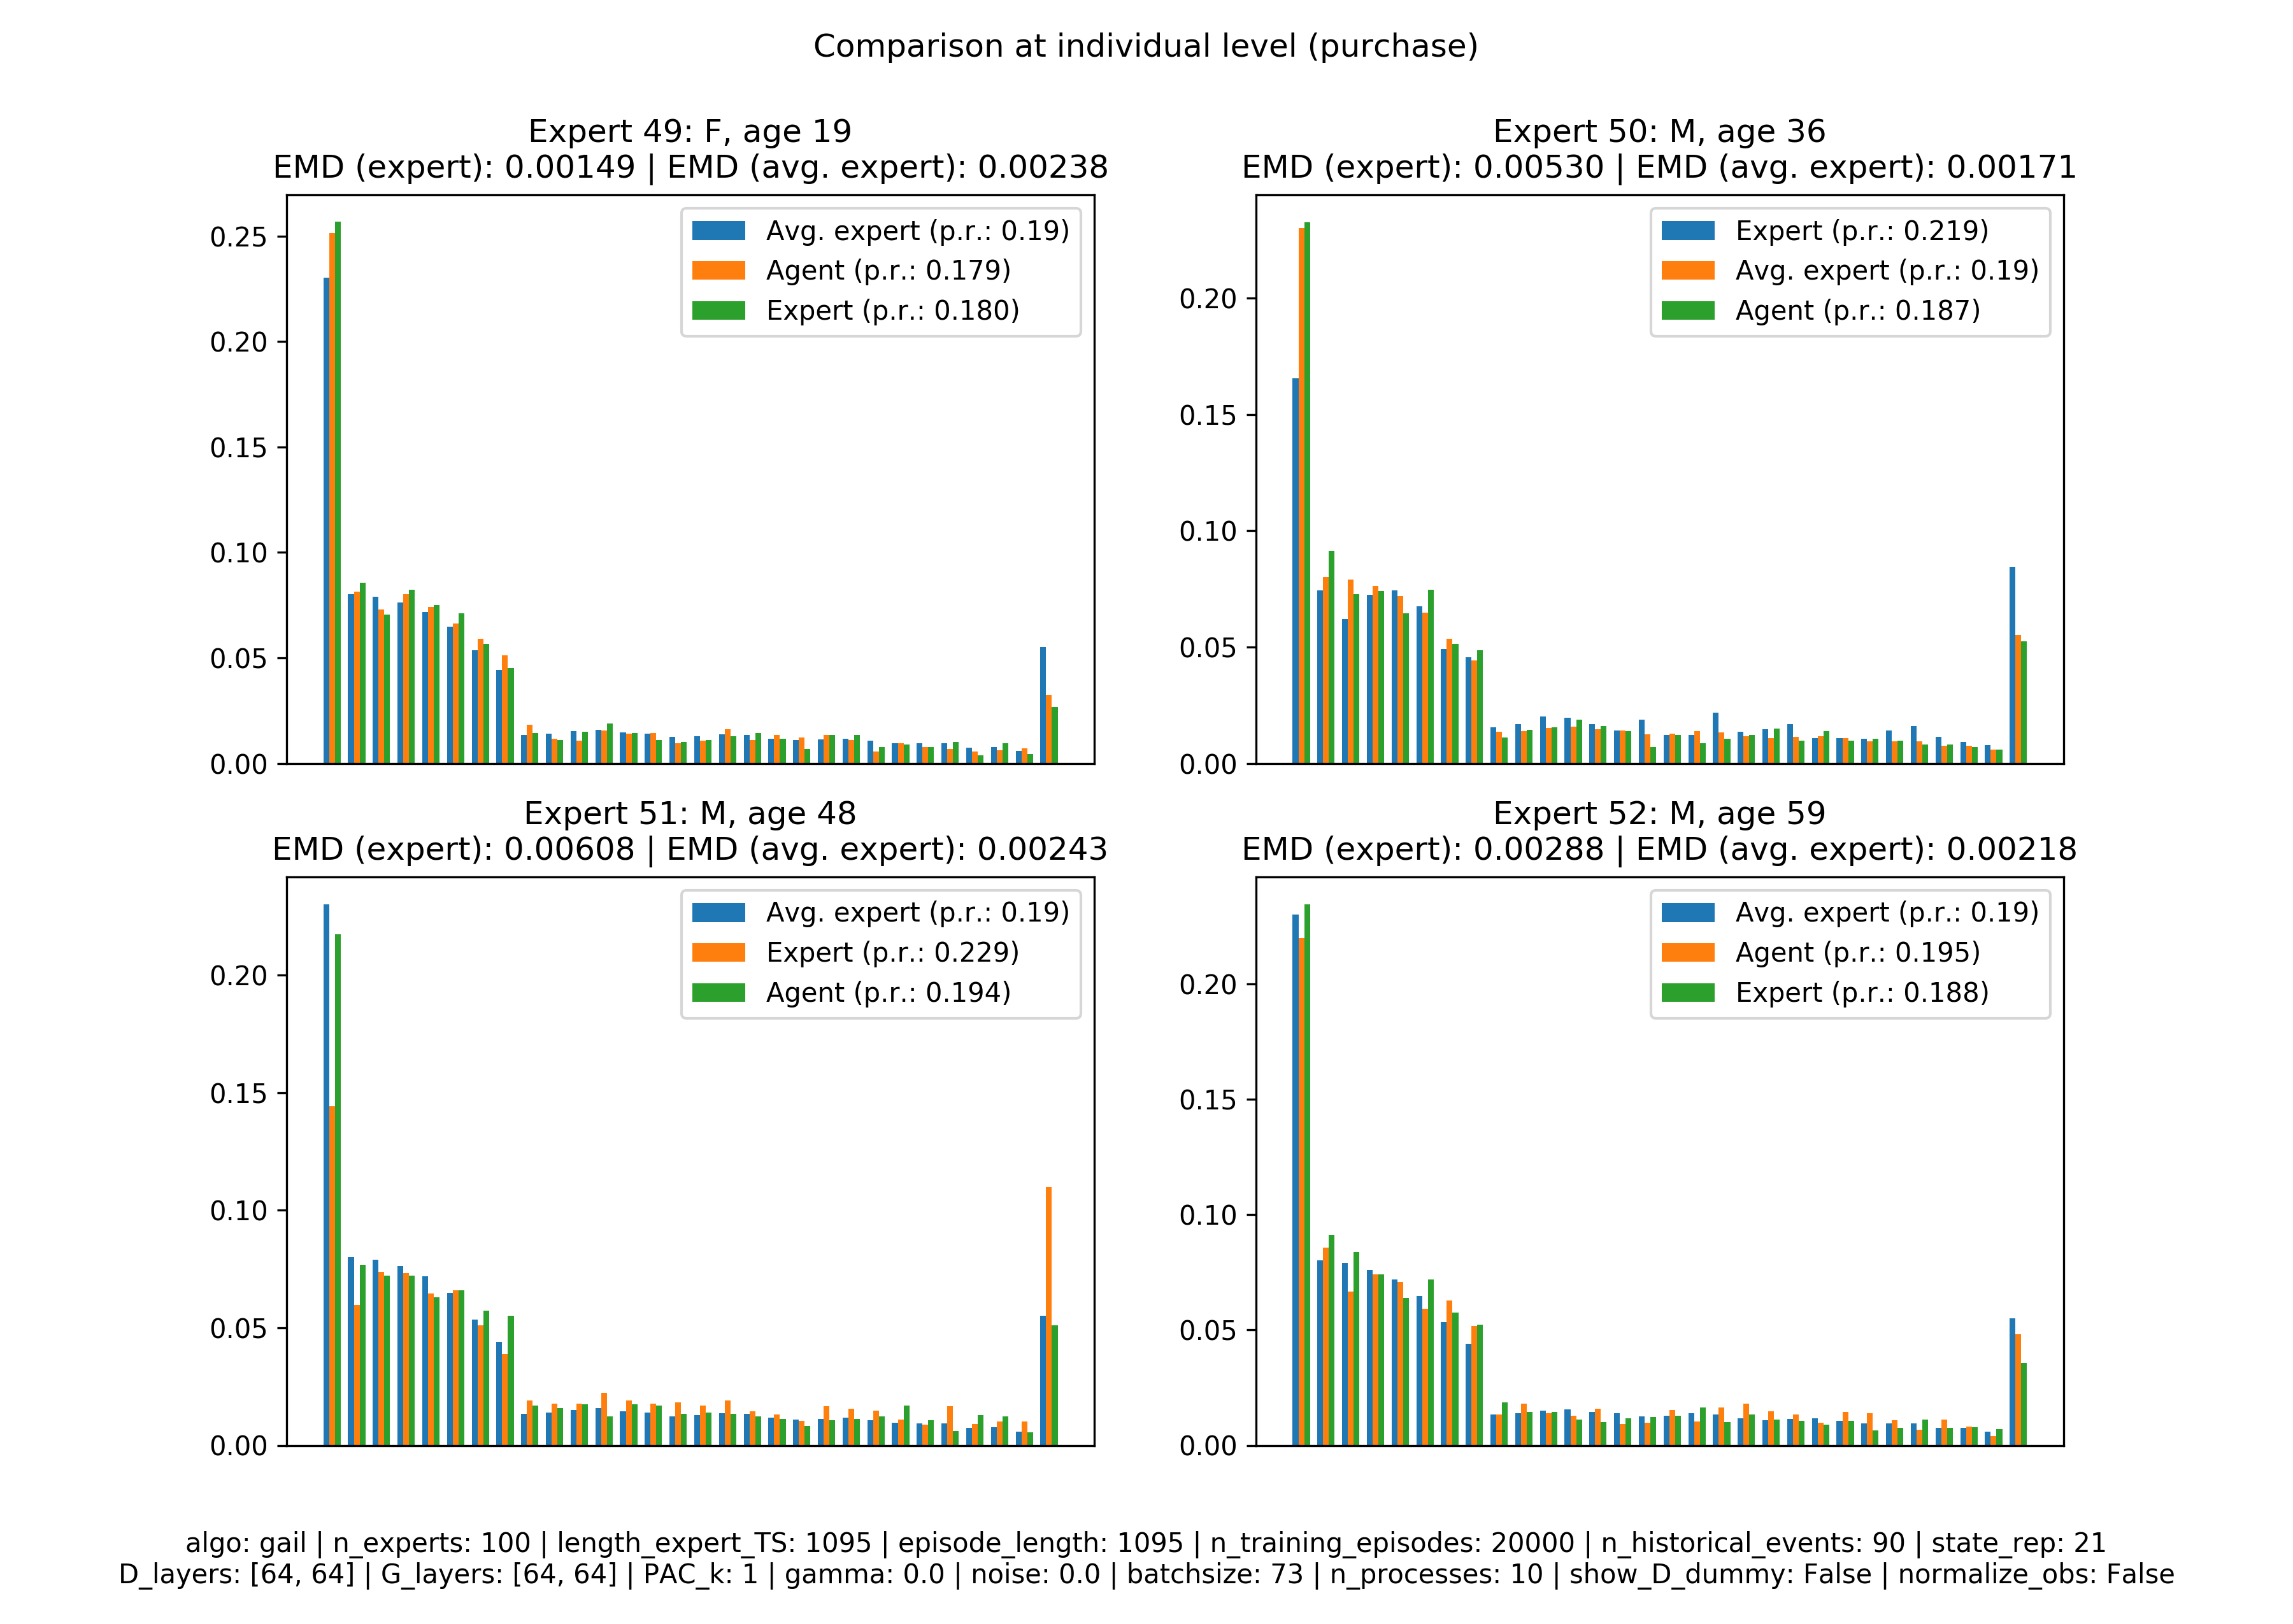 Comparison at individual level (purchase)
Expert 49: F, age 19
EMD (expert): 0.00149 | EMD (avg. expert): 0.00238
0.25
0.20
0.15
0.10
0.05
0.00
Avg. expert (p.r.: 0.19)
Agent (p.r.: 0.179)
Expert (p.r.: 0.180)
Expert 50: M, age 36
EMD (expert): 0.00530 | EMD (avg. expert): 0.00171
0.20
0.15
0.10
0.05
0.00
Expert (p.r.: 0.219)
Avg. expert (p.r.: 0.19)
Agent (p.r.: 0.187)
Expert 51: M, age 48
EMD (expert): 0.00608 | EMD (avg. expert): 0.00243
0.20
0.15
0.10
0.05
0.00
Avg. expert (p.r.: 0.19)
Expert (p.r.: 0.229)
Agent (p.r.: 0.194)
Expert 52: M, age 59
EMD (expert): 0.00288 | EMD (avg. expert): 0.00218
0.20
0.15
0.10
0.05
0.00
Avg. expert (p.r.: 0.19)
Agent (p.r.: 0.195)
Expert (p.r.: 0.188)
algo: gail | n_experts: 100 | length_expert_TS: 1095 | episode_length: 1095 | n_training_episodes: 20000 | n_historical_events: 90 | state_rep: 21
D_layers: [64, 64] | G_layers: [64, 64] | PAC_k: 1 | gamma: 0.0 | noise: 0.0 | batchsize: 73 | n_processes: 10 | show_D_dummy: False | normalize_obs: False